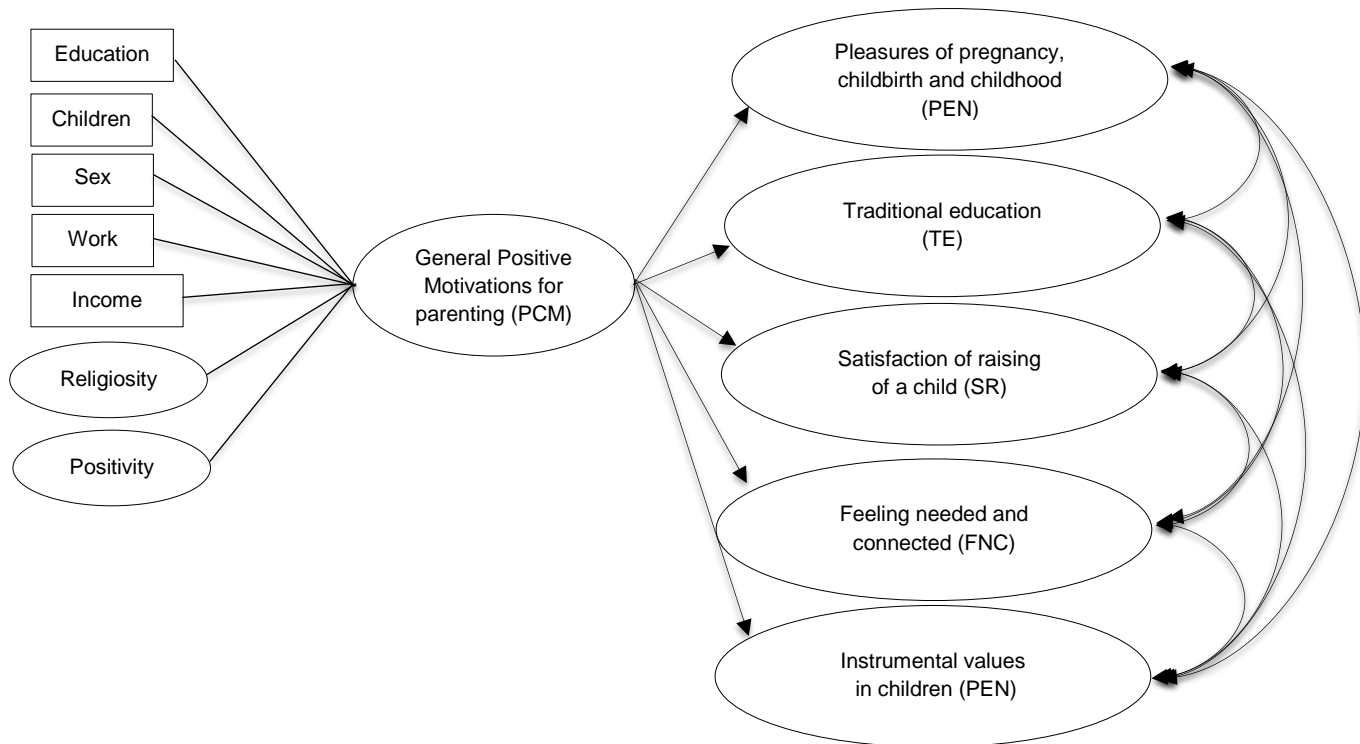 Education
Children
Sex
Work
Income
Religiosity
Positivity
General Positive
Motivations for
parenting (PCM)
Pleasures of pregnancy,
childbirth and childhood
(PEN)
Traditional education
(TE)
Satisfaction of raising
of a child (SR)
Feeling needed and
connected (FNC)
Instrumental values
in children (PEN)